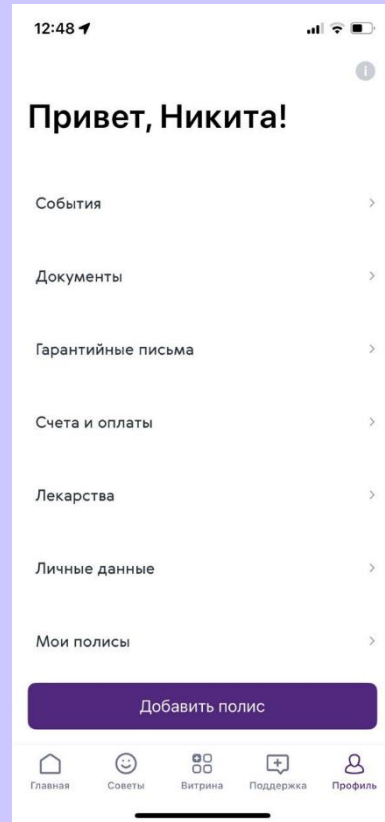 12:48
Привет, Никита!
События
Документы
Гарантийные письма
Счета и оплаты
Лекарства
Личные данные
Мои полисы
Добавить полис
Главная Советы Витрина Поддержка Профиль